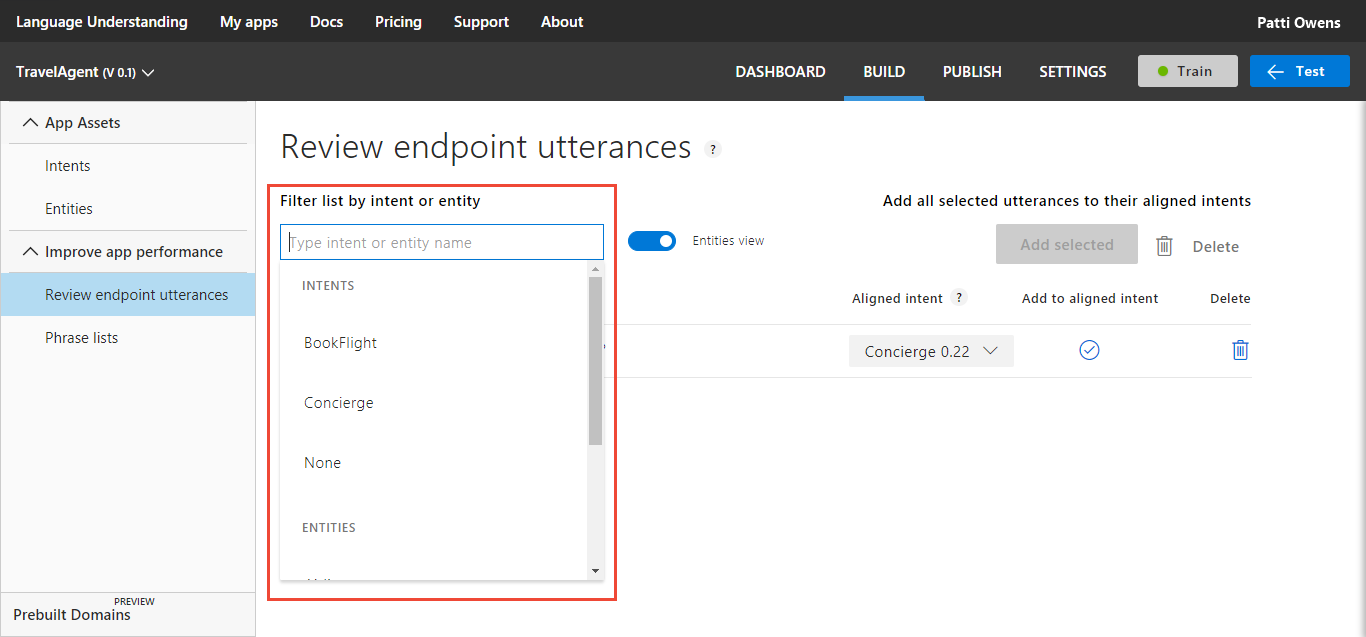 Language Understanding My apps Docs Pricing Support About Patti Owens
TravelAgent (V 0.1) DASHBOARD BUILD PUBLISH SETTINGS Train Test
App Assets
Intents
Entities
Improve app performance
Review endpoint utterances
Phrase lists
PREVIEW
Prebuilt Domains
Review endpoint utterances ?
Filter list by intent or entity
Type intent or entity name
INTENTS
BookFlight
Concierge
None
ENTITIES
Entities view
Add all selected utterances to their aligned intents
Add selected Delete
Aligned intent ? Add to aligned intent Delete
Concierge 0.22